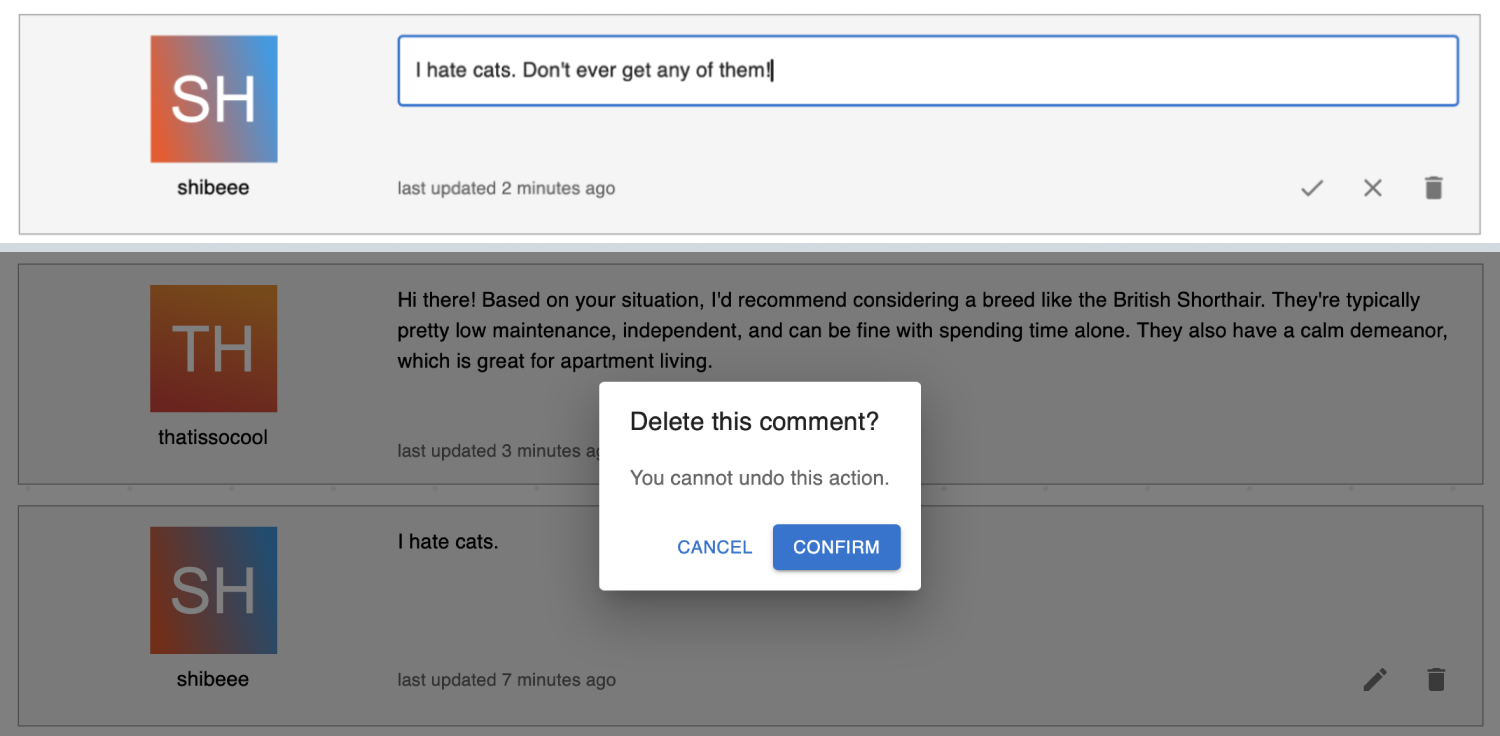 SH
I hate cats. Don't ever get any of them!
shibeee
last updated 2 minutes ago
TH
Hi there! Based on your situation, I'd recommend considering a breed like the British Shorthair. They're typically
pretty low maintenance, independent, and can be fine with spending time alone. They also have a calm demeanor,
which is great for apartment living.
thatissocool
last updated 3 minutes
Delete this comment?
You cannot undo this action.
CANCEL CONFIRM
SH
I hate cats.
shibeee
last updated 7 minutes ago